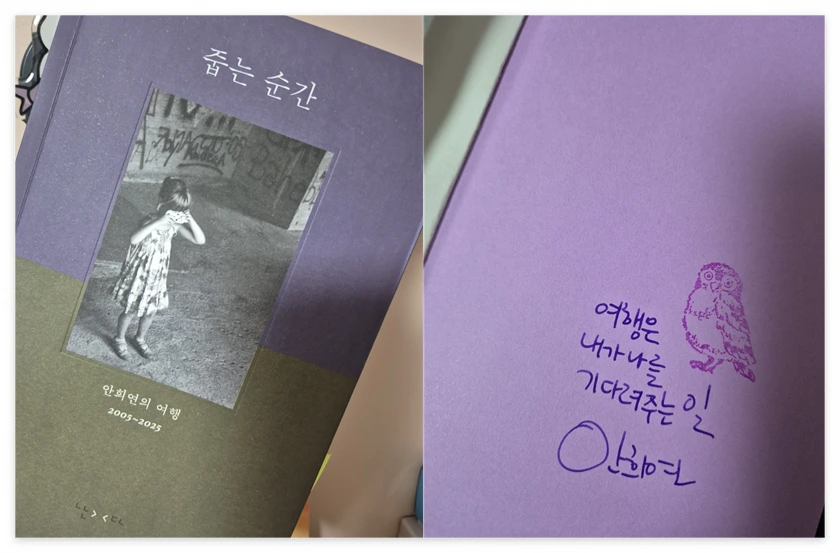 줍는 순간
안희연의 여행
2005~2025
여행은
내가 나를
기다려주는 일
안희연